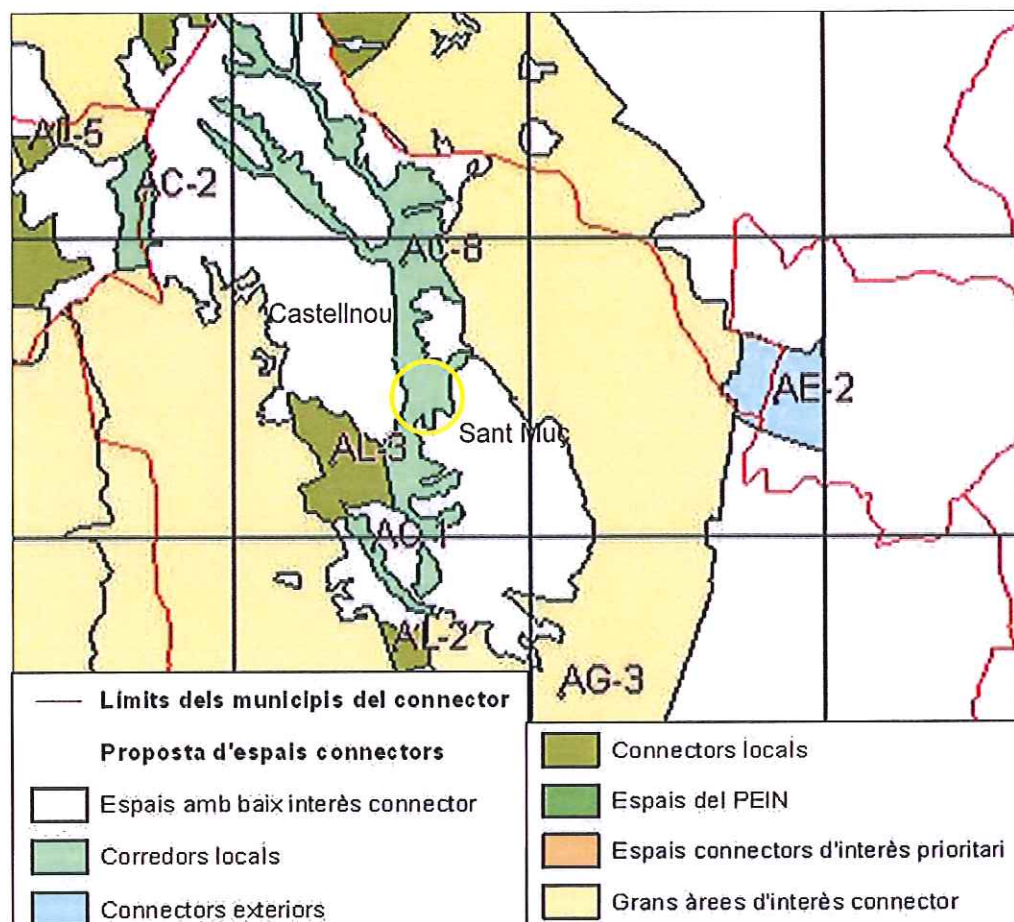 AL-5
AC-2
AC-8
Castellnou
AE-2
AL-3
Sant Muç
AC-1
AL-2
AG-3
Límits dels municipis del connector
Proposta d'espais connectors
Espais amb baix interès connector
Corredors locals
Connectors exteriors
Connectors locals
Espais del PEIN
Espais connectors d'interès prioritari
Grans àrees d'interès connector